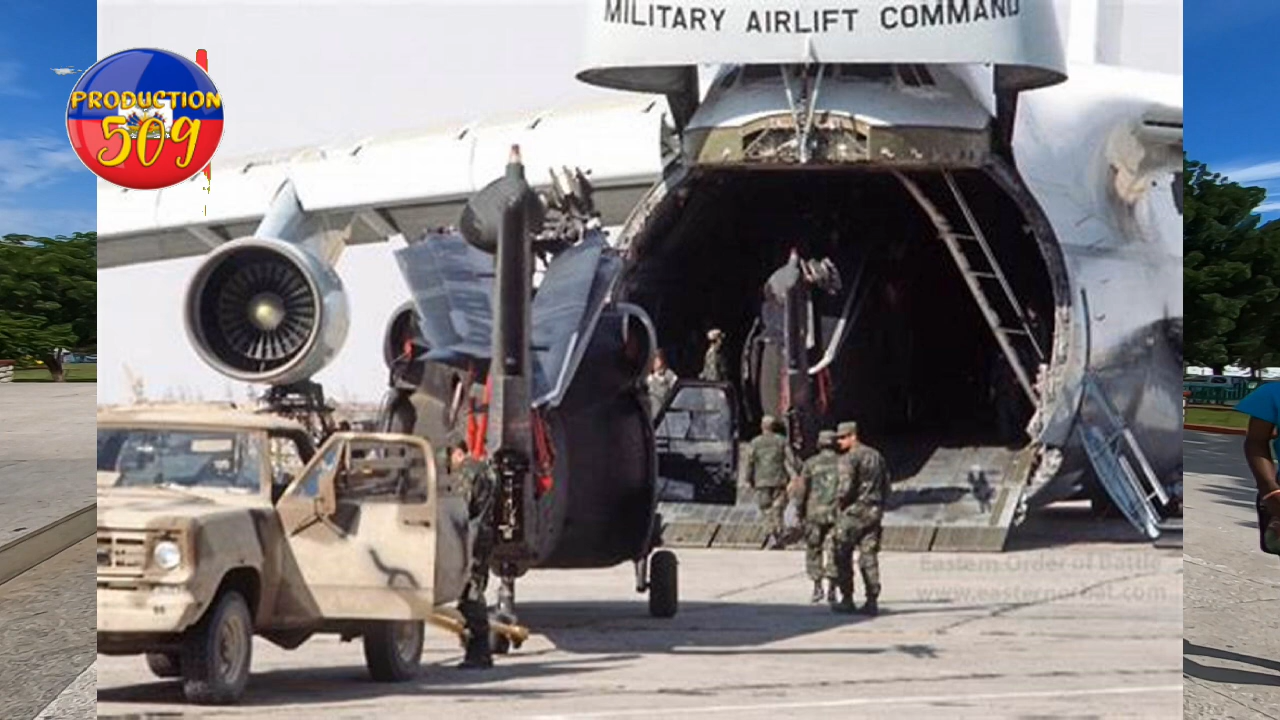 MILITARY AIRLIFT COMMAND
PRODUCTION
509
Eastern Order of Battle
www.easternorbat.com